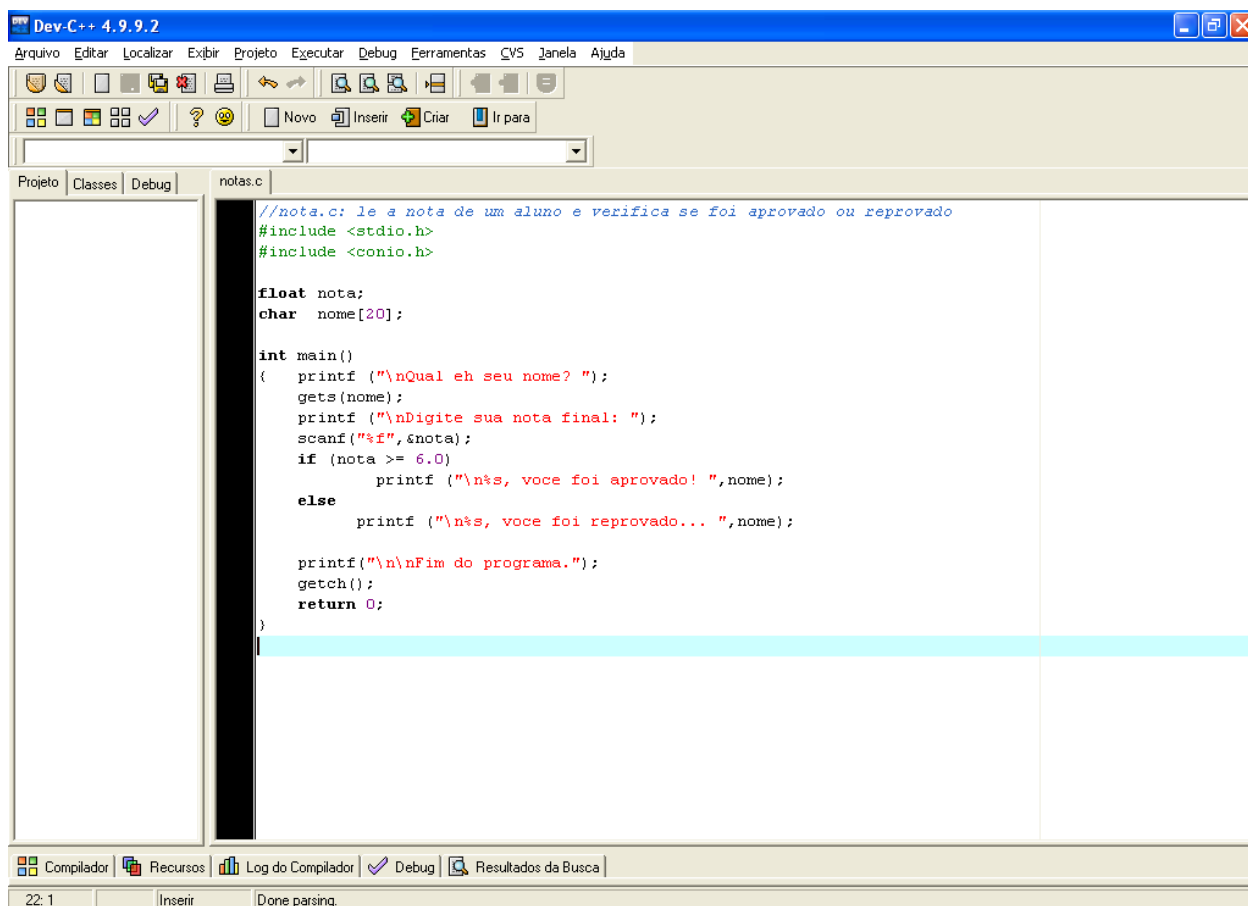 Dev-C++ 4.9.9.2
Arquivo Editar Localizar Exibir Projeto Executar Debug Ferramentas CVS Janela Ajuda
Novo Inserir Criar Ir para
Projeto Classes Debug notas.c
//nota.c: le a nota de um aluno e verifica se foi aprovado ou reprovado
#include <stdio.h>
#include <conio.h>
float nota;
char  nome[20];
int main()
{   printf ("\nQual eh seu nome? ");
    gets(nome);
    printf ("\nDigite sua nota final: ");
    scanf("%f",&nota);
    if (nota >= 6.0)
            printf ("\n%s, voce foi aprovado! ",nome);
    else
          printf ("\n%s, voce foi reprovado... ",nome);
    printf("\n\nFim do programa.");
    getch();
    return 0;
}
Compilador Recursos Log do Compilador Debug Resultados da Busca
22: 1 Inserir Done parsing.